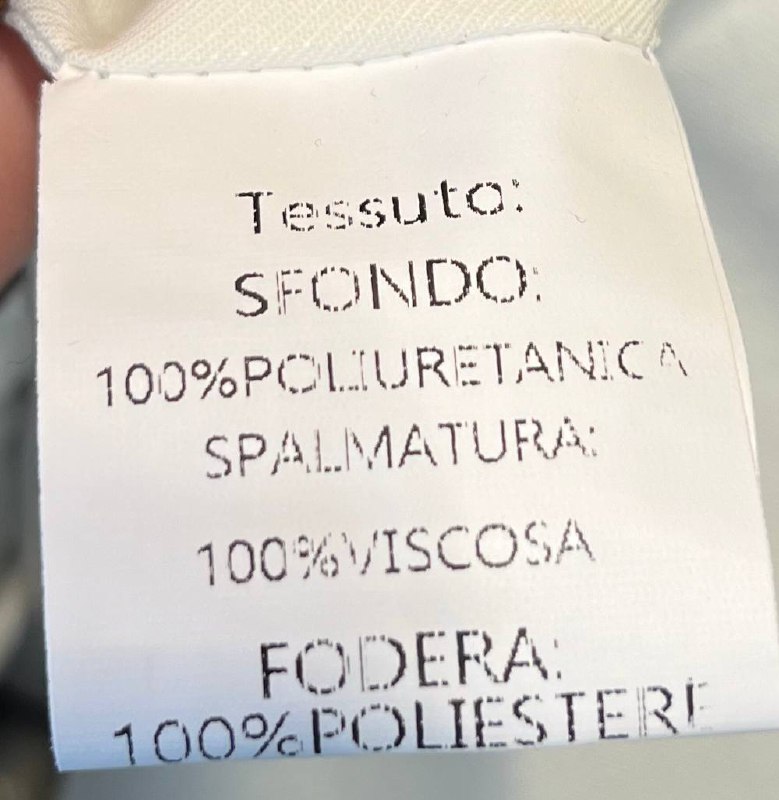 Tessuto:
SFONDO:
100%POLIURETANICA
SPALMATURA:
100%VISCOSA
FODERA:
100%POLIESTERE